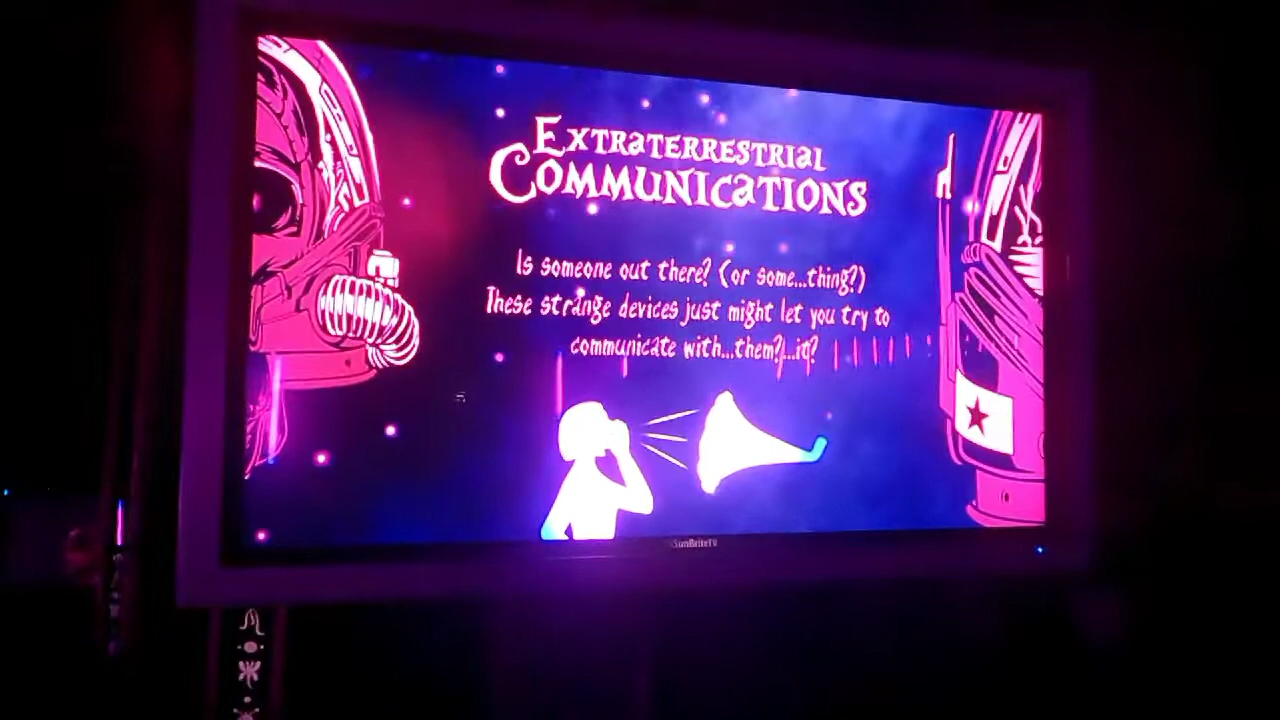 Extraterrestrial
Communications
Is someone out there? (or some...thing?)
These strange devices just might let you try to
communicate with...them?...it?
SunBriteTV